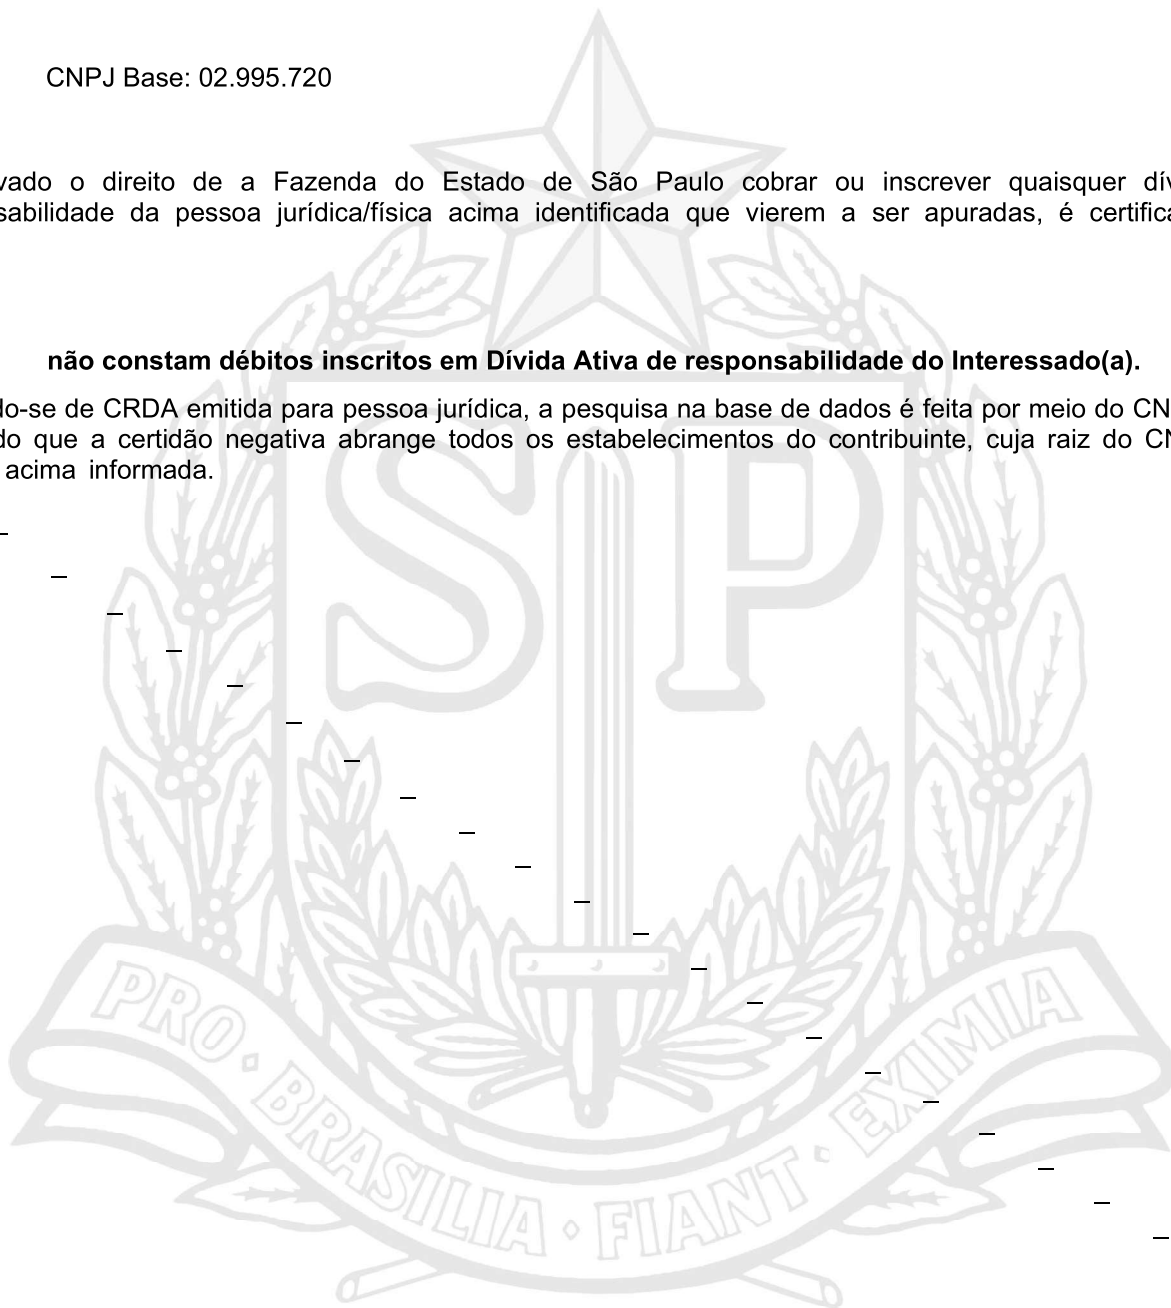 CNPJ Base: 02.995.720
vado o direito de a Fazenda do Estado de São Paulo cobrar ou inscrever quaisquer dív
sabilidade da pessoa jurídica/física acima identificada que vierem a ser apuradas, é certifica
não constam débitos inscritos em Dívida Ativa de responsabilidade do Interessado(a).
do-se de CRDA emitida para pessoa jurídica, a pesquisa na base de dados é feita por meio do CN
do que a certidão negativa abrange todos os estabelecimentos do contribuinte, cuja raiz do CN
acima informada.
SP
PRO · BRASILIA · FIANT · EXIMIA